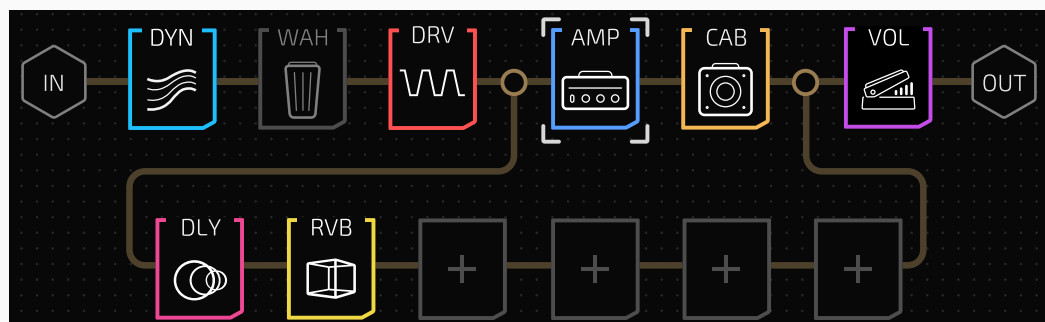 IN
DYN
WAH
DRV
AMP
CAB
VOL
OUT
DLY
RVB